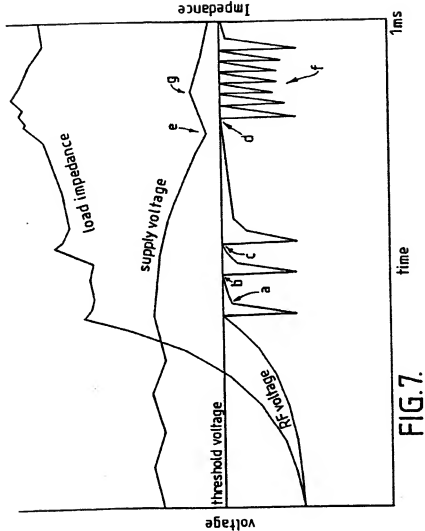 Impedance
voltage
load impedance
supply voltage
g
e
threshold voltage
RF voltage
a
b
c
d
f
time
1ms
FIG. 7.